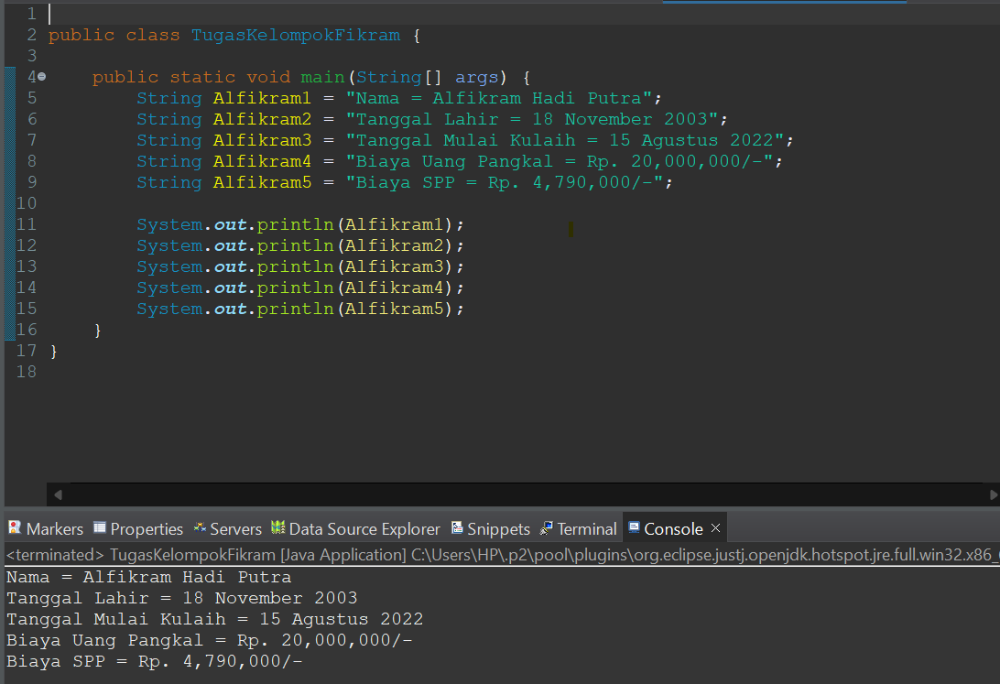 1
2 public class TugasKelompokFikram {
3
4 public static void main(String[] args) {
5 String Alfikram1 = "Nama = Alfikram Hadi Putra";
6 String Alfikram2 = "Tanggal Lahir = 18 November 2003";
7 String Alfikram3 = "Tanggal Mulai Kulaih = 15 Agustus 2022";
8 String Alfikram4 = "Biaya Uang Pangkal = Rp. 20,000,000/-";
9 String Alfikram5 = "Biaya SPP = Rp. 4,790,000/-";
10
11 System.out.println(Alfikram1);
12 System.out.println(Alfikram2);
13 System.out.println(Alfikram3);
14 System.out.println(Alfikram4);
15 System.out.println(Alfikram5);
16 }
17 }
18
Markers Properties Servers Data Source Explorer Snippets Terminal Console
<terminated> TugasKelompokFikram [Java Application] C:\Users\HP\.p2\pool\plugins\org.eclipse.justj.openjdk.hotspot.jre.full.win32.x86_
Nama = Alfikram Hadi Putra
Tanggal Lahir = 18 November 2003
Tanggal Mulai Kulaih = 15 Agustus 2022
Biaya Uang Pangkal = Rp. 20,000,000/-
Biaya SPP = Rp. 4,790,000/-